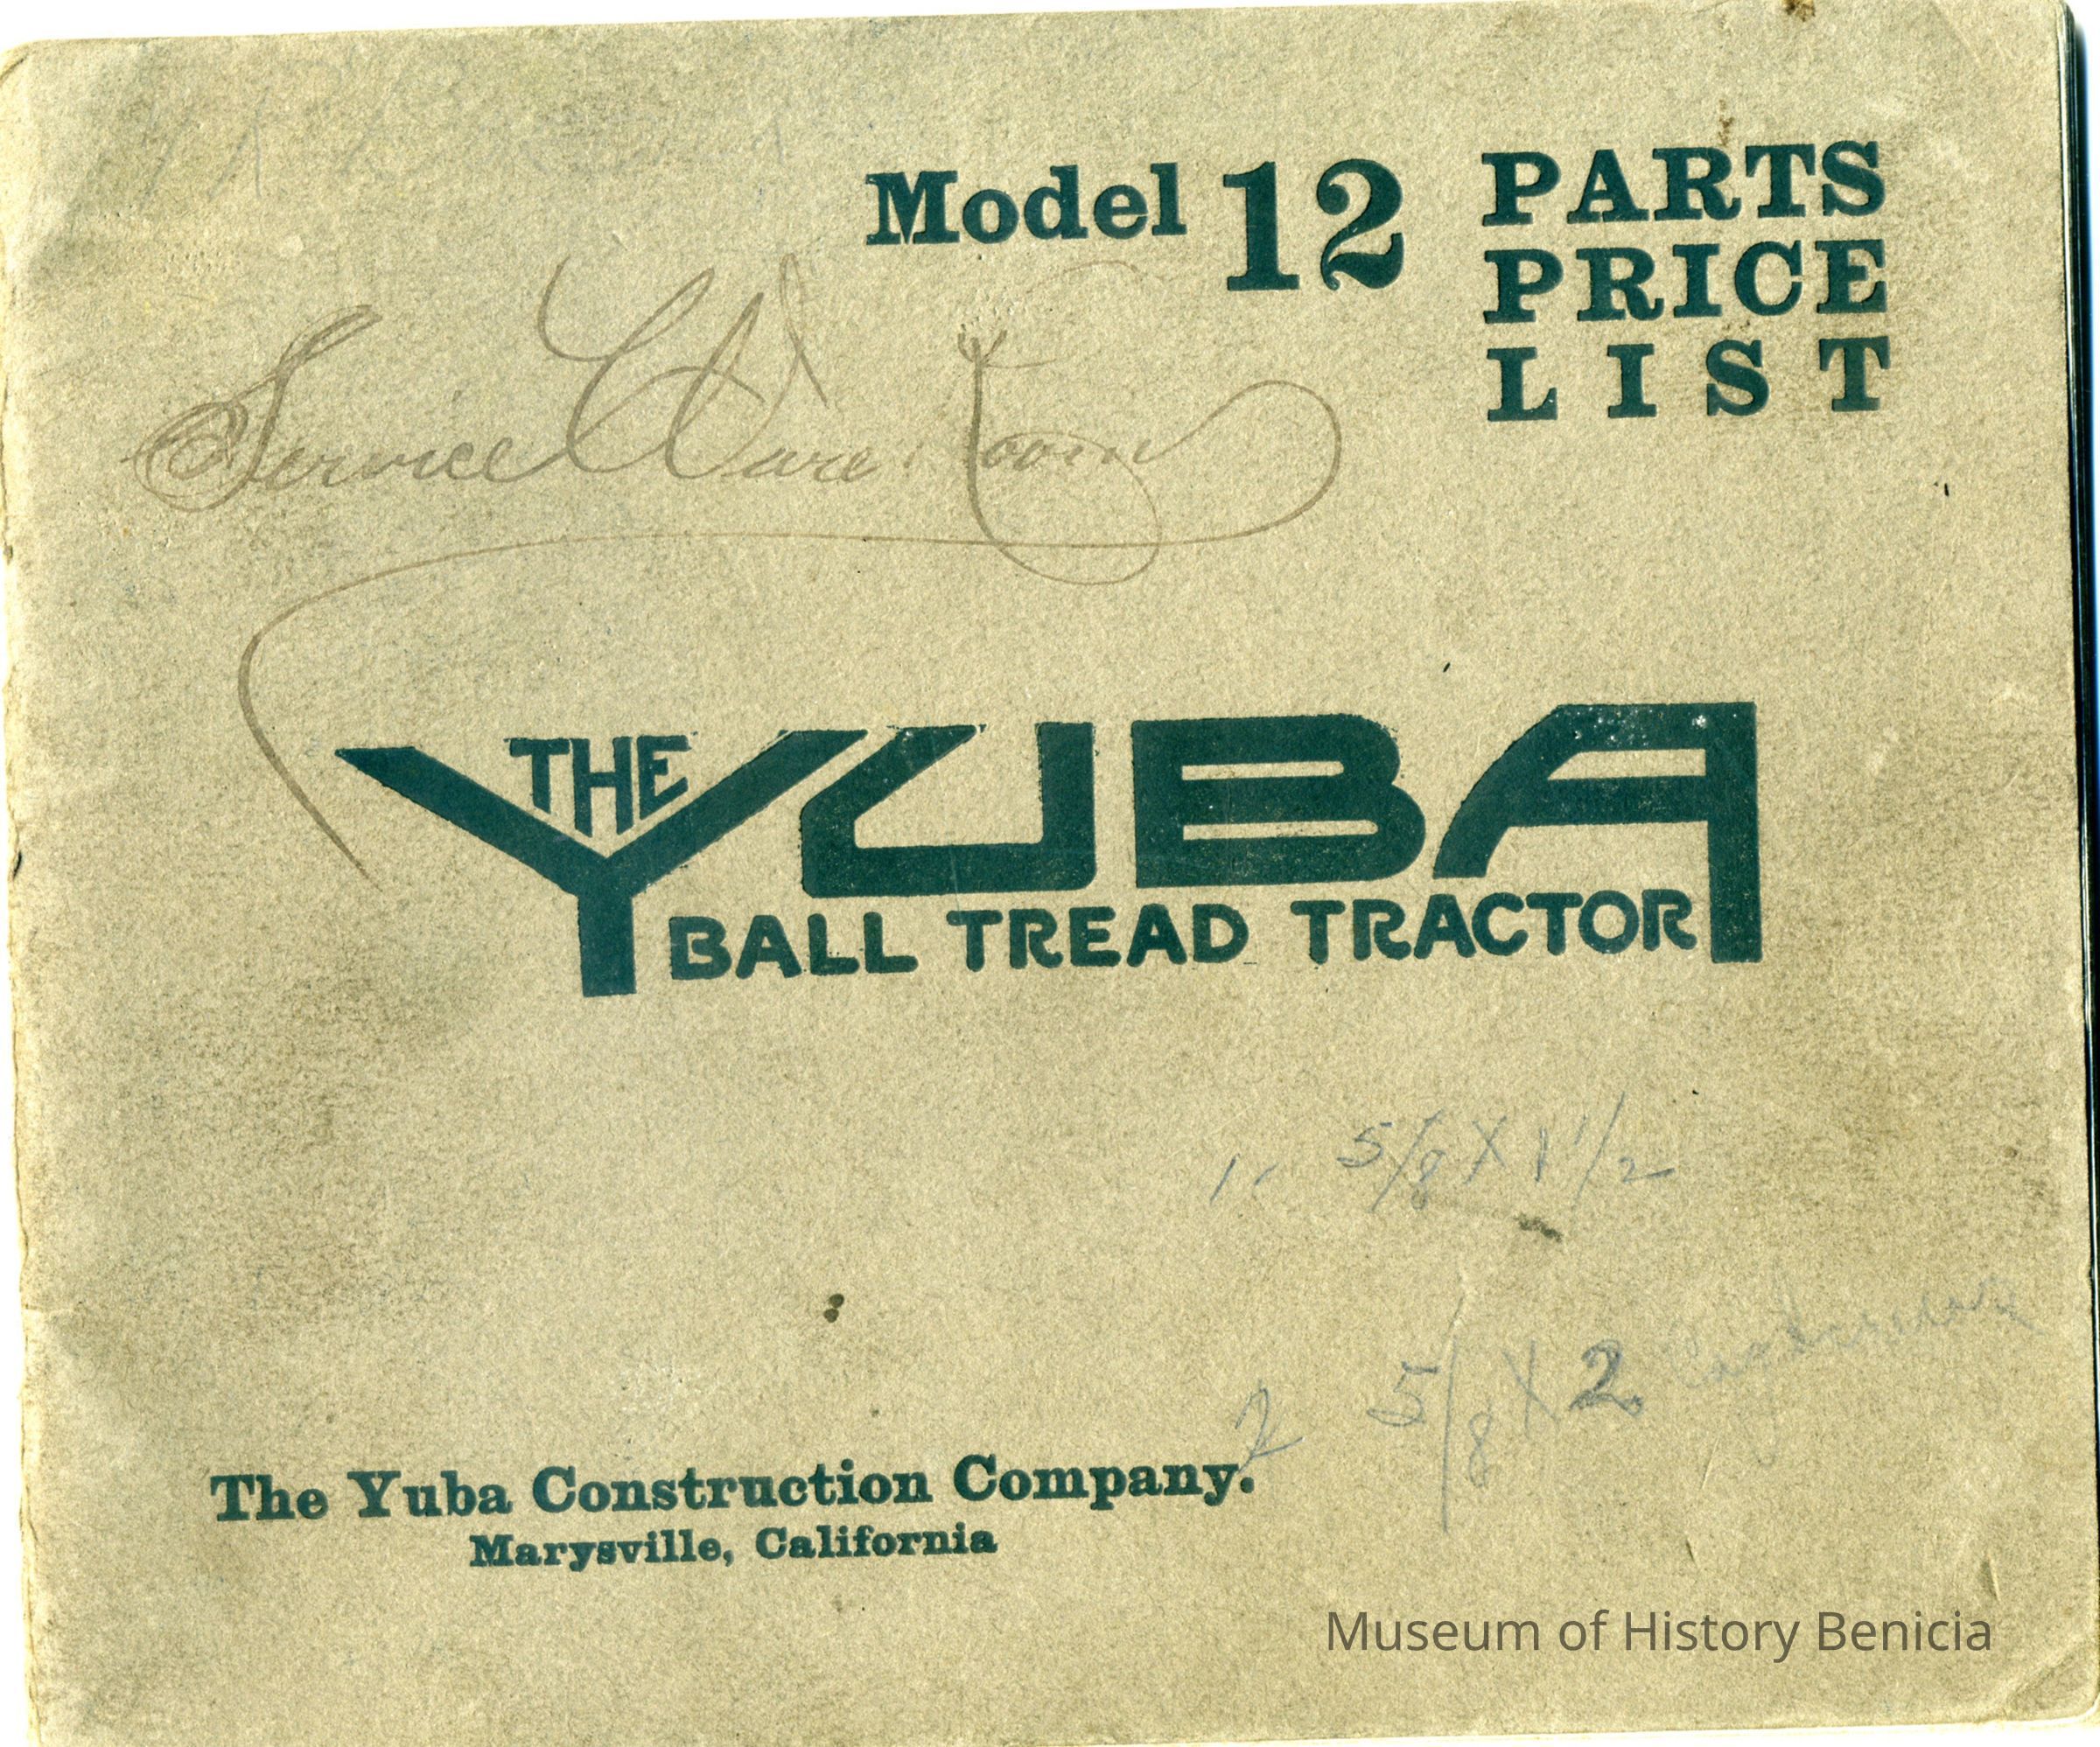 Model 12 PARTS
PRICE
LIST
Service Ware Room
THE
YUBA
BALL TREAD TRACTOR
5/8 X 1 1/2
2 5/8 X 2
The Yuba Construction Company.
Marysville, California
Museum of History Benicia